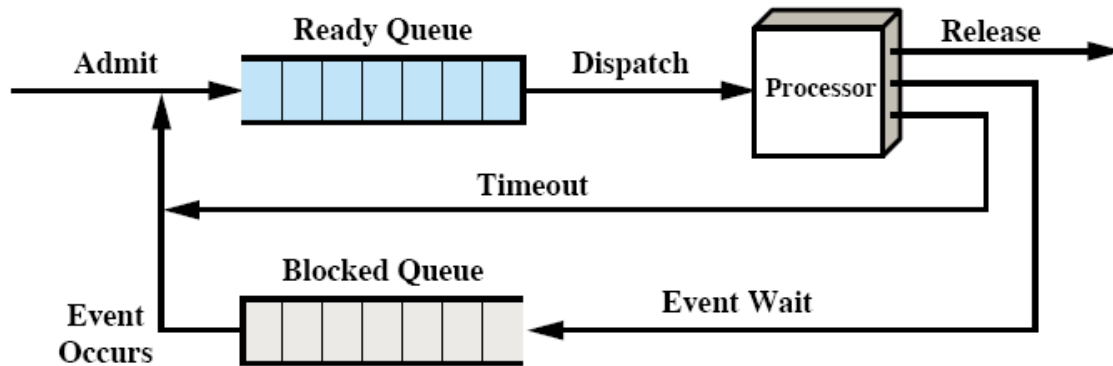 Ready Queue
Release
Admit
Dispatch
Processor
Timeout
Blocked Queue
Event Wait
Event
Occurs